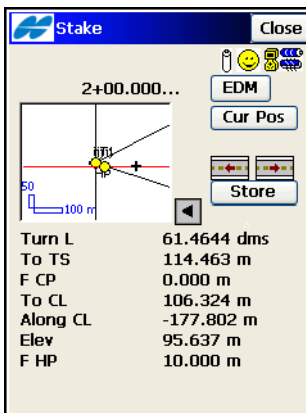 Stake
Close
2+00.000...
EDM
Cur Pos
50
100 m
Store
Turn L 61.4644 dms
To TS 114.463 m
F CP 0.000 m
To CL 106.324 m
Along CL -177.802 m
Elev 95.637 m
F HP 10.000 m